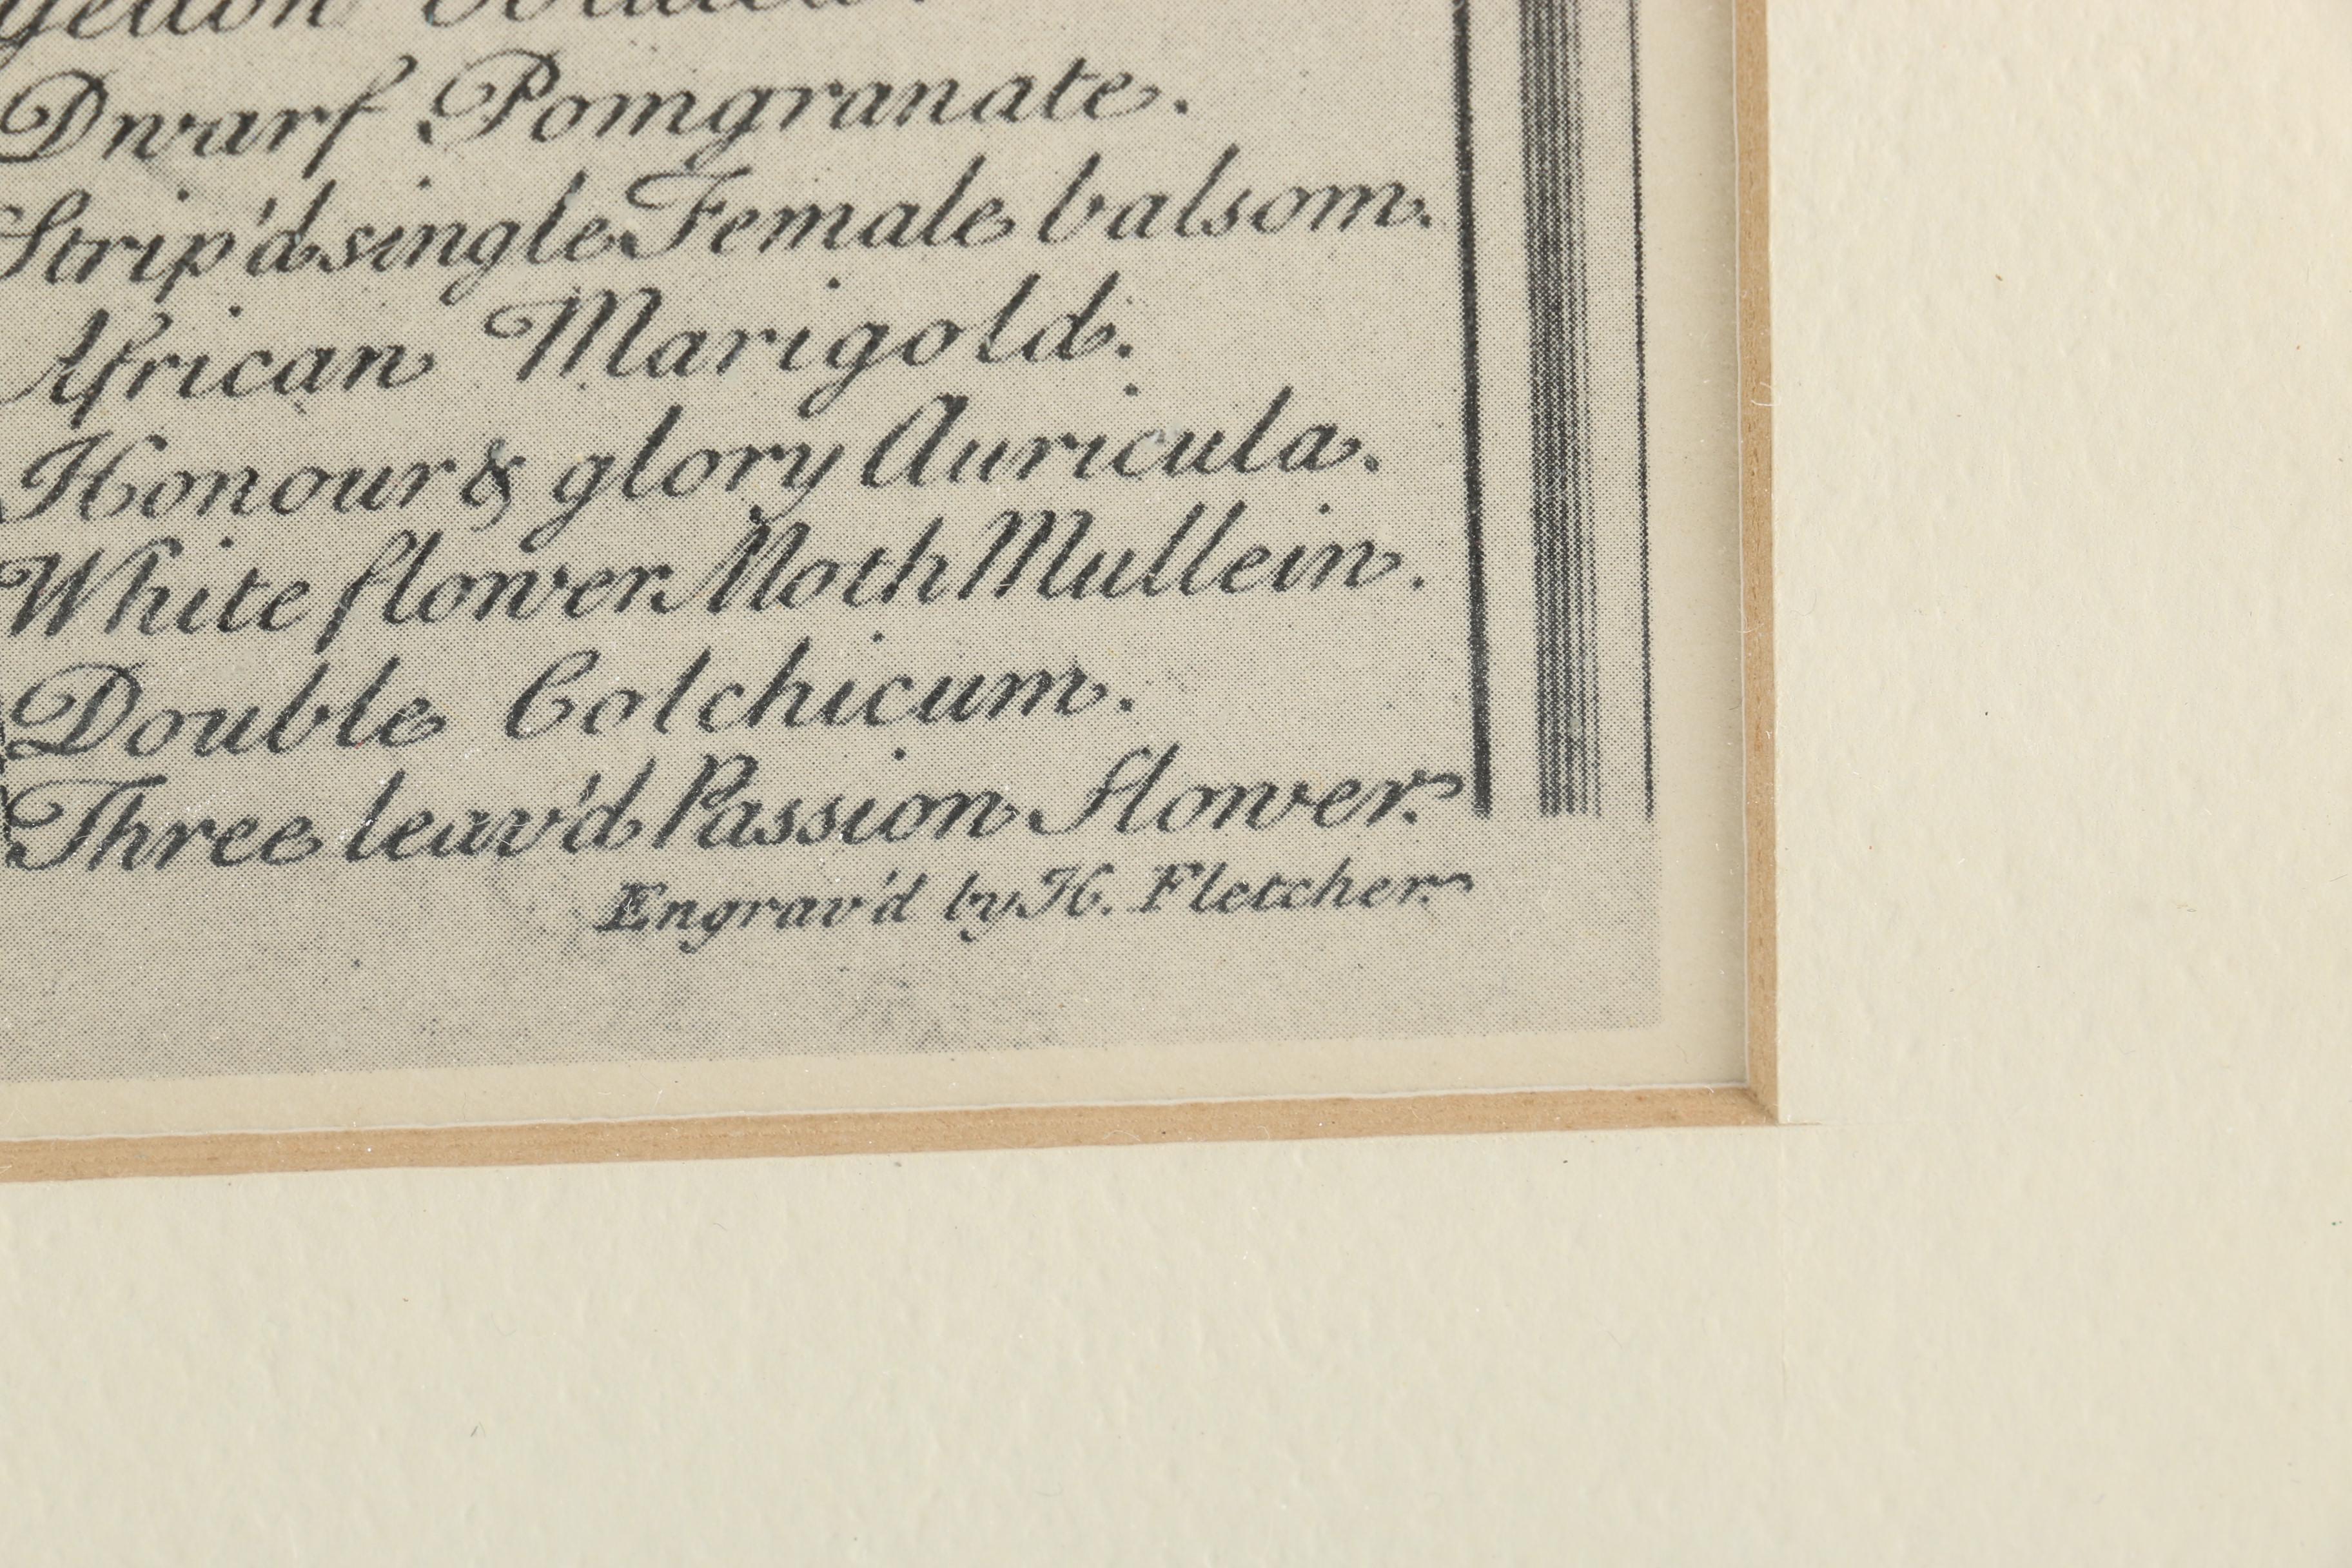 Dwarf Pomgranate.
Strip'd single Female balsom.
African Marigold.
Honour & glory Auricula.
White flower Moth Mullein.
Double Colchicum.
Three leav'd Passion flower.
Engrav'd by H. Fletcher.